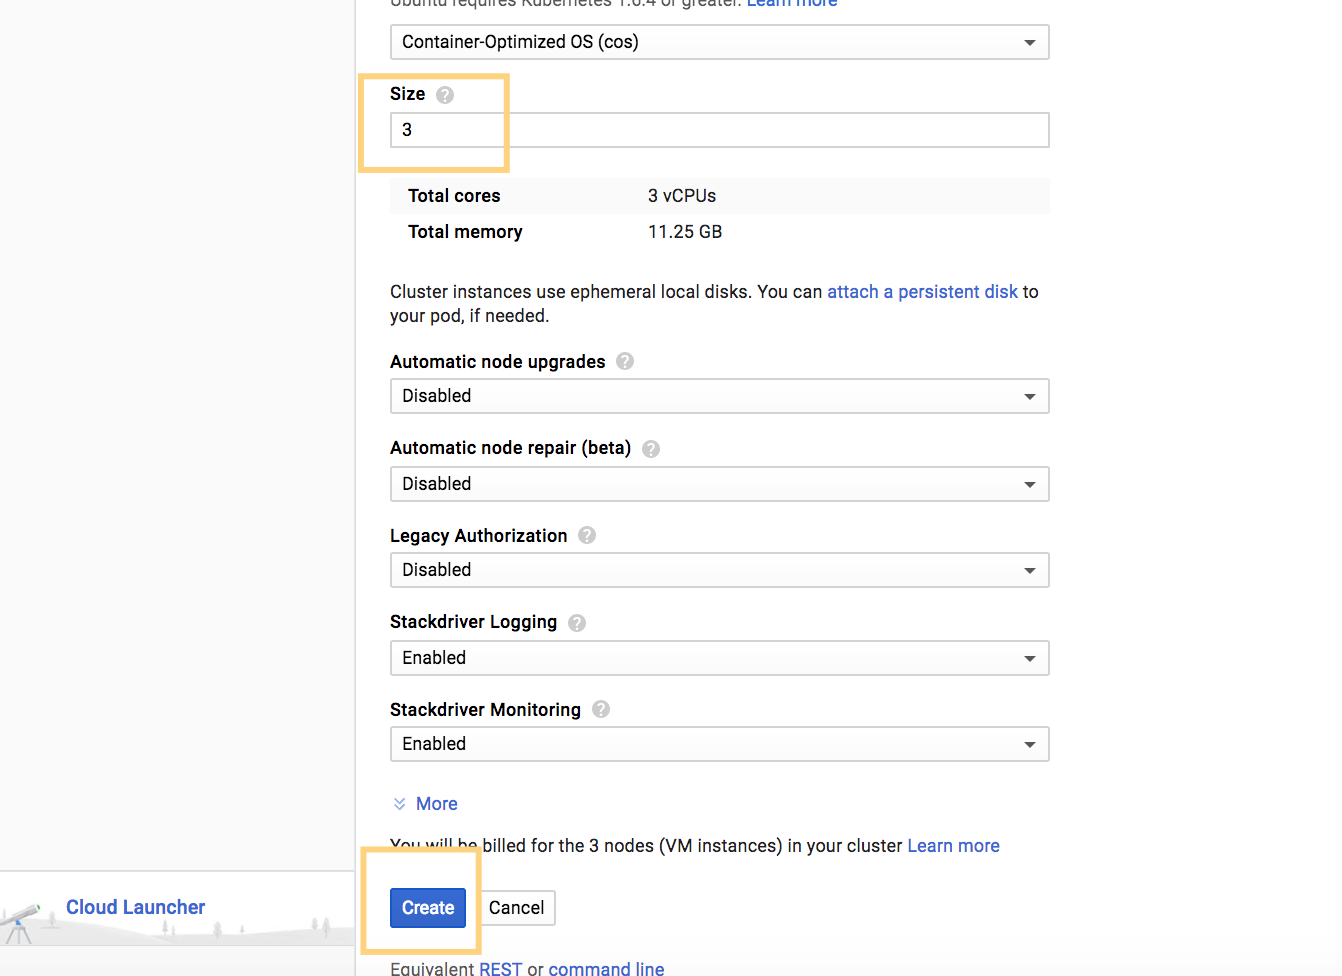 Ubuntu requires Kubernetes 1.6.4 or greater. Learn more
Container-Optimized OS (cos)
Size ?
3
Total cores 3 vCPUs
Total memory 11.25 GB
Cluster instances use ephemeral local disks. You can attach a persistent disk to
your pod, if needed.
Automatic node upgrades ?
Disabled
Automatic node repair (beta) ?
Disabled
Legacy Authorization ?
Disabled
Stackdriver Logging ?
Enabled
Stackdriver Monitoring ?
Enabled
More
You will be billed for the 3 nodes (VM instances) in your cluster Learn more
Cloud Launcher
Create Cancel
Equivalent REST or command line